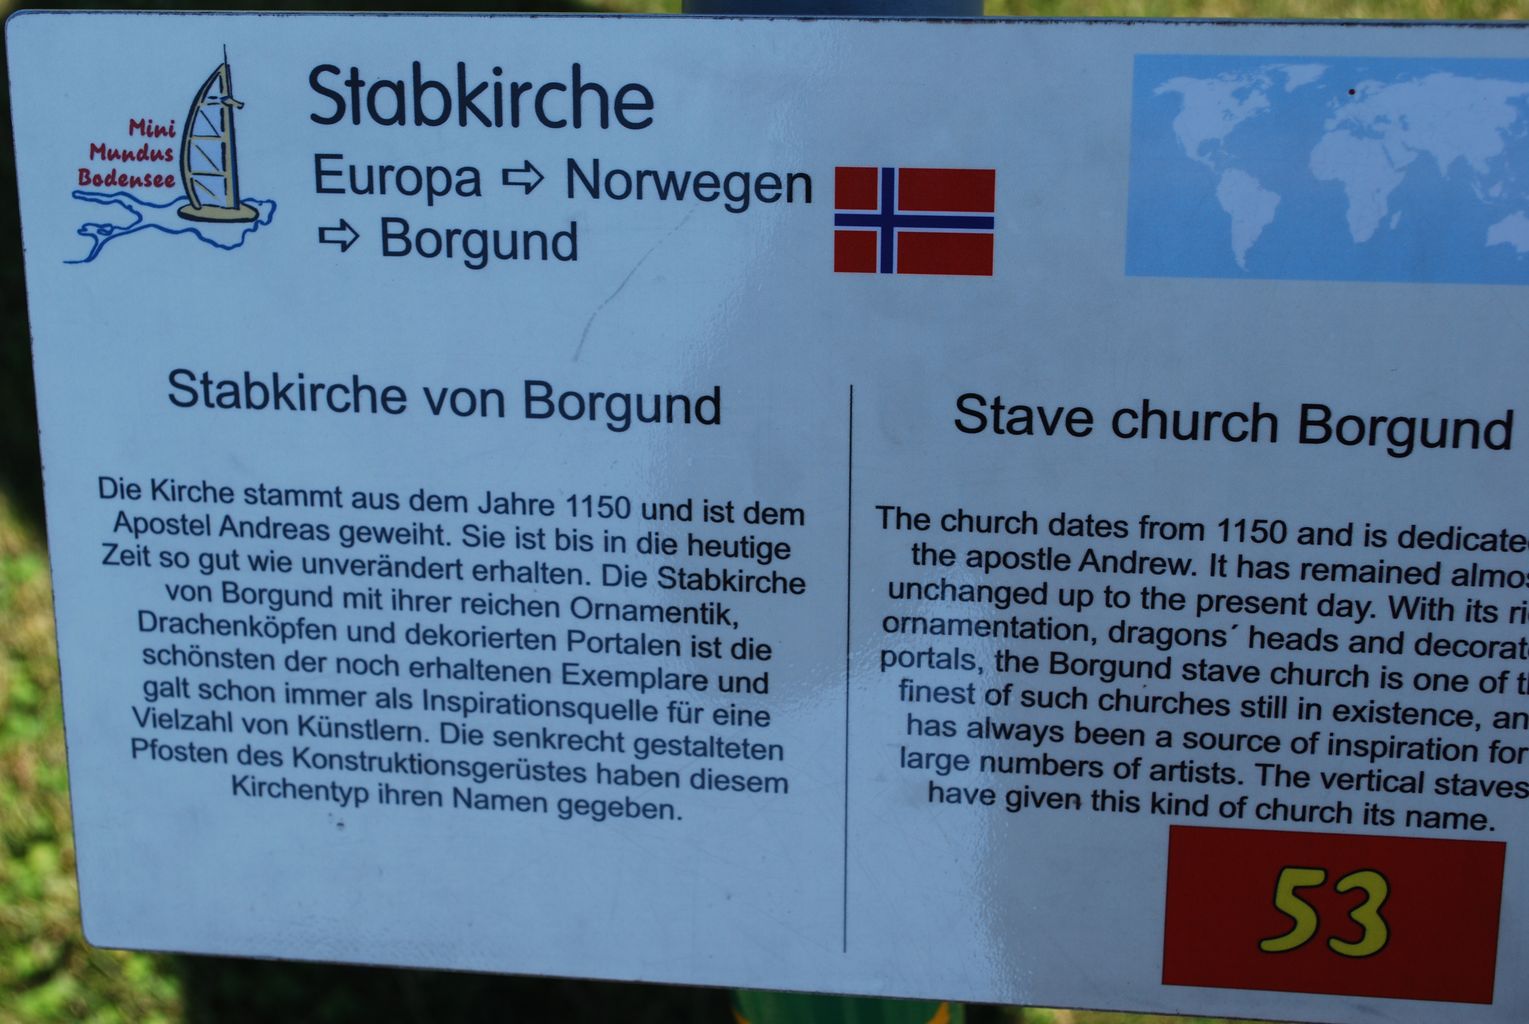 Mini
Mundus
Bodensee
Stabkirche
Europa ⇨ Norwegen
⇨ Borgund
Stabkirche von Borgund
Die Kirche stammt aus dem Jahre 1150 und ist dem
Apostel Andreas geweiht. Sie ist bis in die heutige
Zeit so gut wie unverändert erhalten. Die Stabkirche
von Borgund mit ihrer reichen Ornamentik,
Drachenköpfen und dekorierten Portalen ist die
schönsten der noch erhaltenen Exemplare und
galt schon immer als Inspirationsquelle für eine
Vielzahl von Künstlern. Die senkrecht gestalteten
Pfosten des Konstruktionsgerüstes haben diesem
Kirchentyp ihren Namen gegeben.
Stave church Borgund
The church dates from 1150 and is
the apostle Andrew. It has remained
unchanged up to the present day. With its
ornamentation, dragons´ heads and
portals, the Borgund stave church is one of
finest of such churches still in existence,
has always been a source of inspiration for
large numbers of artists. The vertical staves
have given this kind of church its name.
53